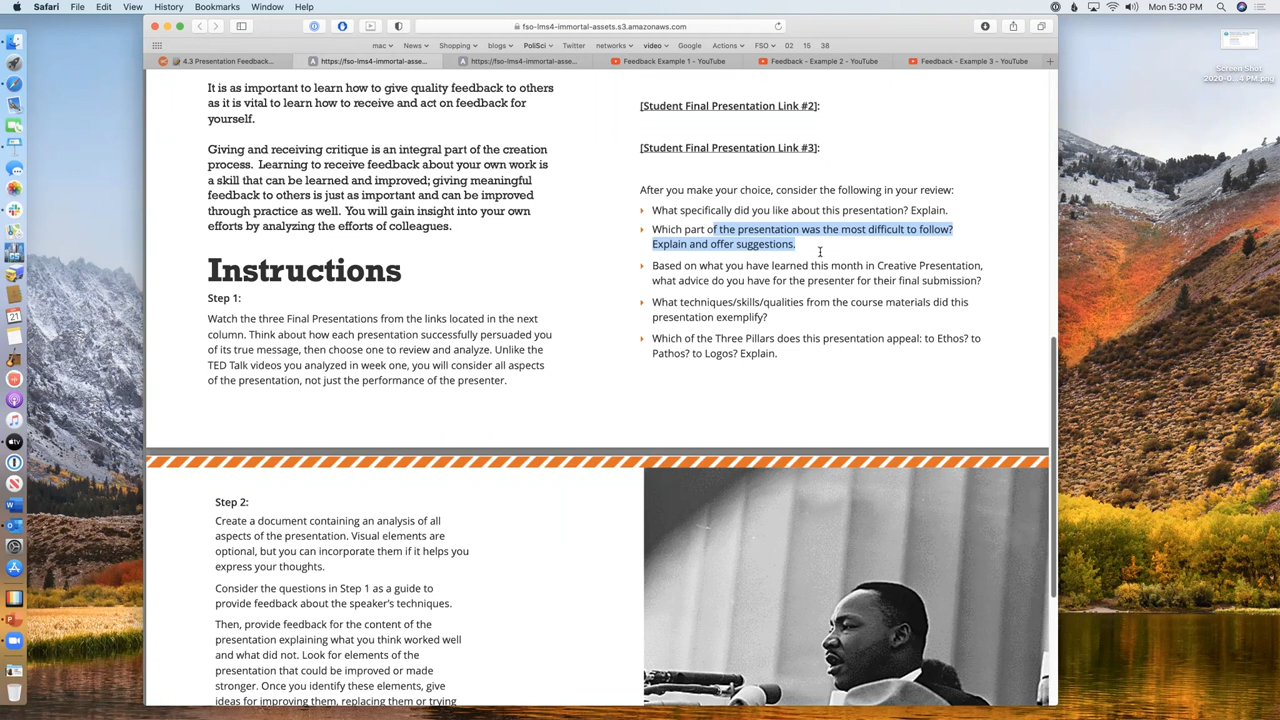 Safari File Edit View History Bookmarks Window Help
Mon 5:30 PM
fso-lms4-immortal-assets.s3.amazonaws.com
mac News Shopping blogs PoliSci Twitter networks video Google Actions FSO 02 15 38
4.3 Presentation Feedback...
https://fso-lms4-immortal-asse...
https://fso-lms4-immortal-asse...
Feedback Example 1 - YouTube
Feedback - Example 2 - YouTube
Feedback - Example 3 - YouTube
Screen Shot
2020-0...4 PM.png
It is as important to learn how to give quality feedback to others
as it is vital to learn how to receive and act on feedback for
yourself.
Giving and receiving critique is an integral part of the creation
process. Learning to receive feedback about your own work is
a skill that can be learned and improved; giving meaningful
feedback to others is just as important and can be improved
through practice as well. You will gain insight into your own
efforts by analyzing the efforts of colleagues.
Instructions
Step 1:
Watch the three Final Presentations from the links located in the next
column. Think about how each presentation successfully persuaded you
of its true message, then choose one to review and analyze. Unlike the
TED Talk videos you analyzed in week one, you will consider all aspects
of the presentation, not just the performance of the presenter.
[Student Final Presentation Link #2]:
[Student Final Presentation Link #3]:
After you make your choice, consider the following in your review:
What specifically did you like about this presentation? Explain.
Which part of the presentation was the most difficult to follow?
Explain and offer suggestions.
Based on what you have learned this month in Creative Presentation,
what advice do you have for the presenter for their final submission?
What techniques/skills/qualities from the course materials did this
presentation exemplify?
Which of the Three Pillars does this presentation appeal: to Ethos? to
Pathos? to Logos? Explain.
Step 2:
Create a document containing an analysis of all
aspects of the presentation. Visual elements are
optional, but you can incorporate them if it helps you
express your thoughts.
Consider the questions in Step 1 as a guide to
provide feedback about the speaker's techniques.
Then, provide feedback for the content of the
presentation explaining what you think worked well
and what did not. Look for elements of the
presentation that could be improved or made
stronger. Once you identify these elements, give
ideas for improving them, replacing them or trying